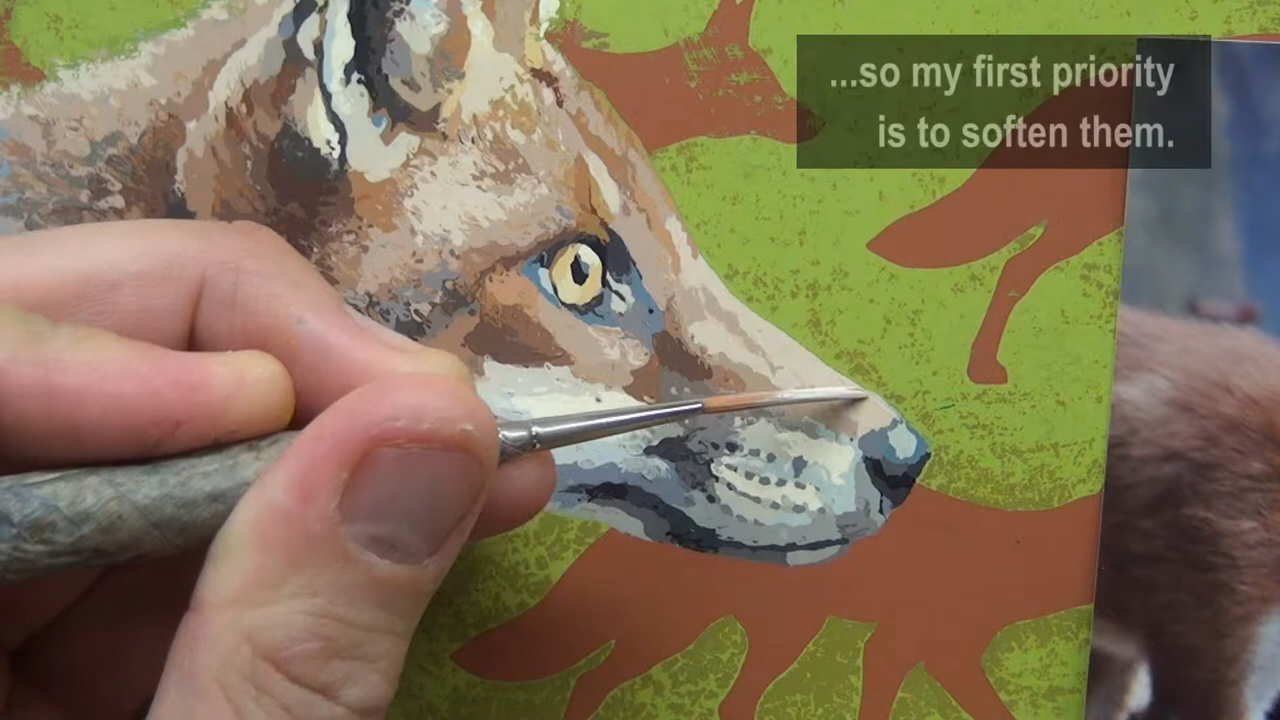 ...so my first priority
is to soften them.